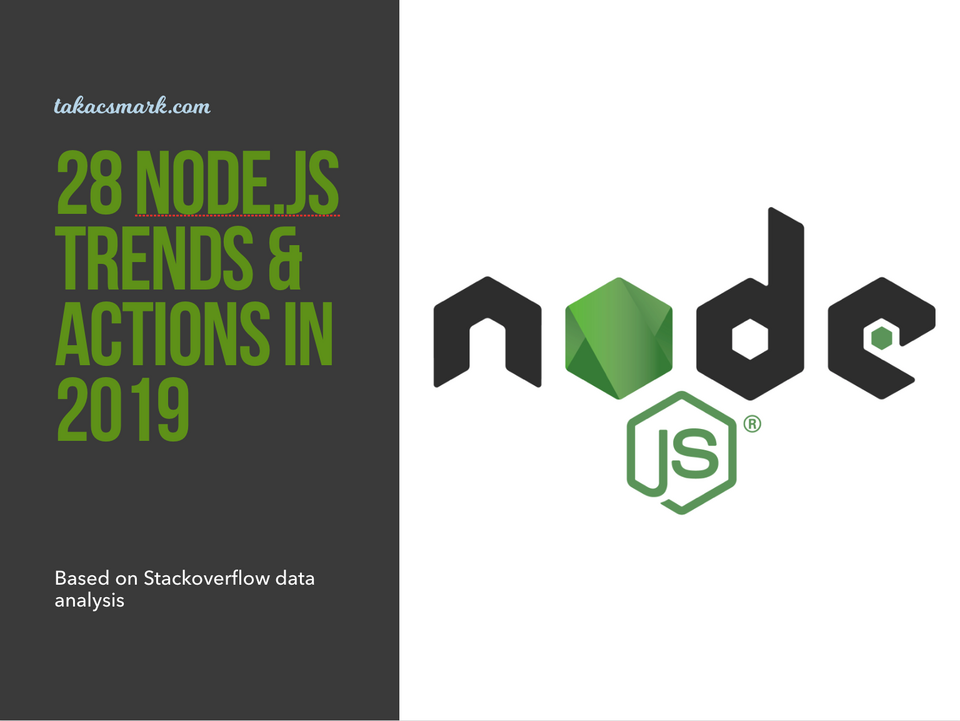 takacsmark.com
28 NODE.JS
TRENDS &
ACTIONS IN
2019
Based on Stackoverflow data
analysis
node
JS ®